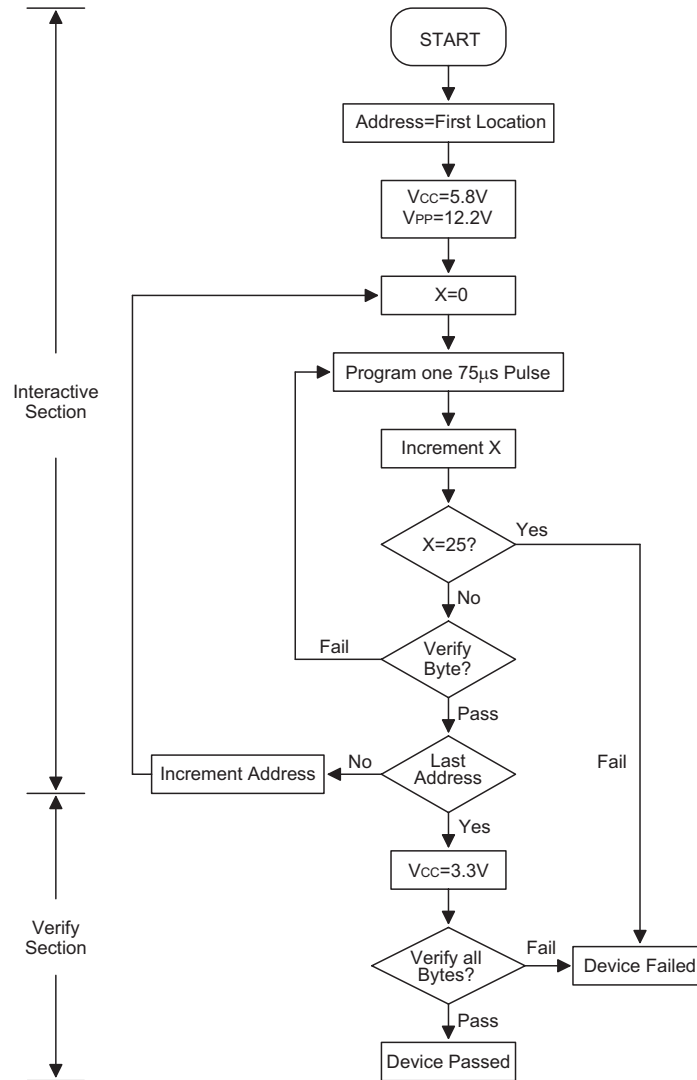 START
Address=First Location
VCC=5.8V
VPP=12.2V
X=0
Program one 75μs Pulse
Interactive
Section
Increment X
X=25?
Yes
No
Fail
Verify
Byte?
Pass
Increment Address
No
Last
Address
Fail
Yes
VCC=3.3V
Verify
Section
Verify all
Bytes?
Fail
Device Failed
Pass
Device Passed